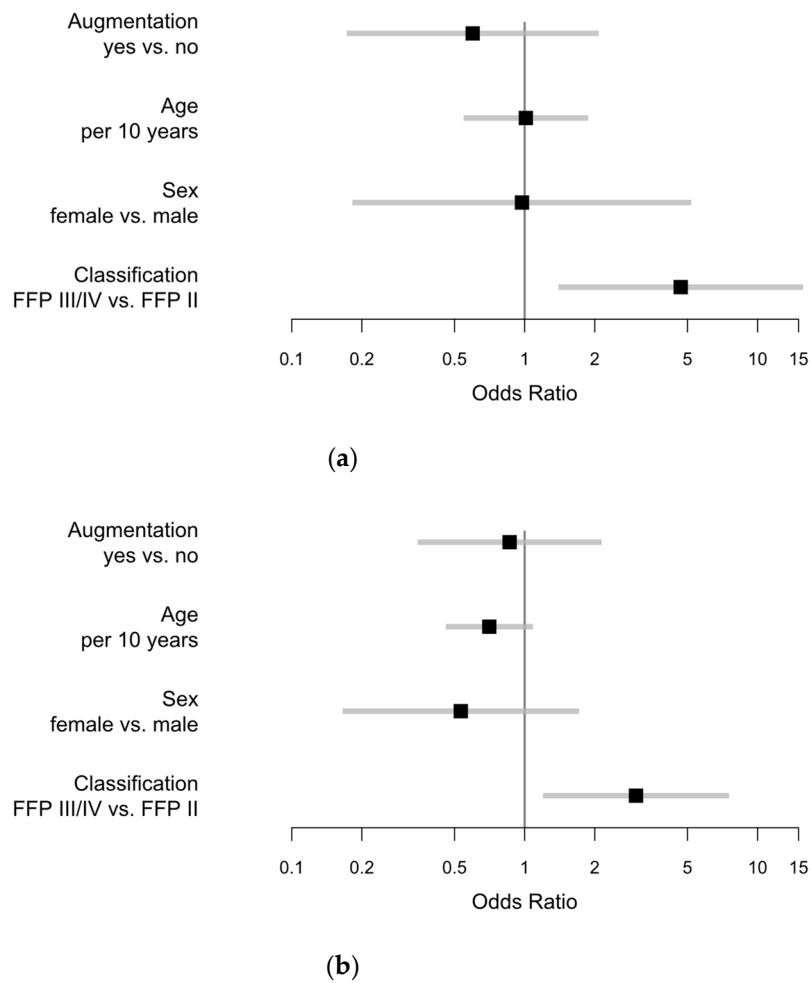 Augmentation
yes vs. no
Age
per 10 years
Sex
female vs. male
Classification
FFP III/IV vs. FFP II
0.1 0.2 0.5 1 2 5 10 15
Odds Ratio
(a)
Augmentation
yes vs. no
Age
per 10 years
Sex
female vs. male
Classification
FFP III/IV vs. FFP II
0.1 0.2 0.5 1 2 5 10 15
Odds Ratio
(b)